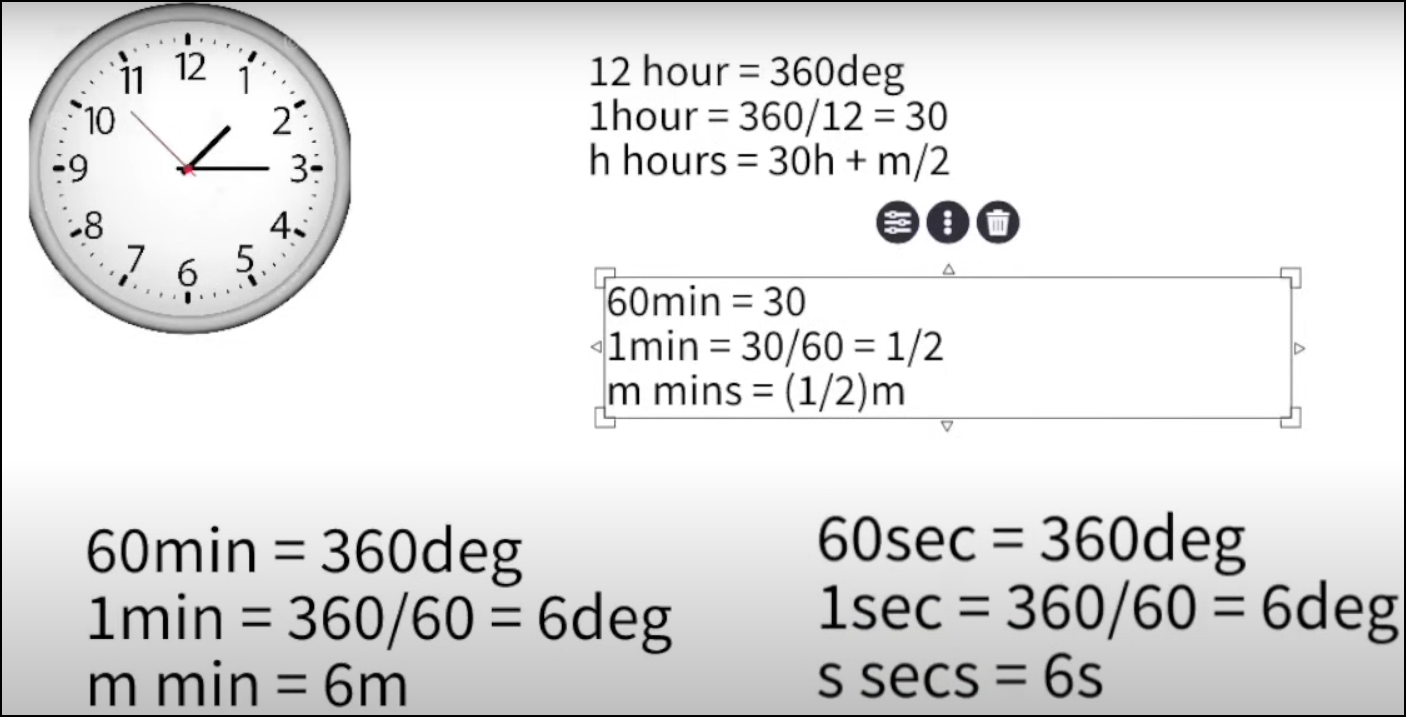 12
11
1
10
2
9
3
8
4
7
5
6
12 hour = 360deg
1hour = 360/12 = 30
h hours = 30h + m/2
60min = 30
1min = 30/60 = 1/2
m mins = (1/2)m
60min = 360deg
1min = 360/60 = 6deg
m min = 6m
60sec = 360deg
1sec = 360/60 = 6deg
s secs = 6s